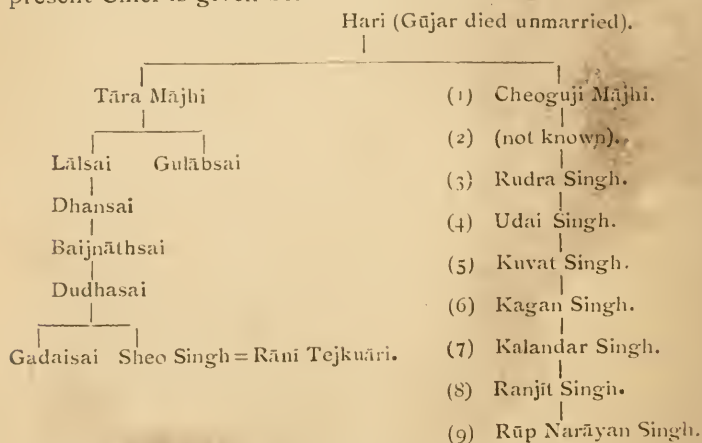 present Chief is given
Hari (Gūjar died unmarried).
Tāra Mājhi
Lālsai Gulābsai
Dhansai
Baijnāthsai
Dudhasai
Gadaisai Sheo Singh = Rāni Tejkuāri.
(1) Cheoguji Mājhi.
(2) (not known).
(3) Rudra Singh.
(4) Udai Singh.
(5) Kuvat Singh.
(6) Kagan Singh.
(7) Kalandar Singh.
(8) Ranjīt Singh.
(9) Rūp Narāyan Singh.